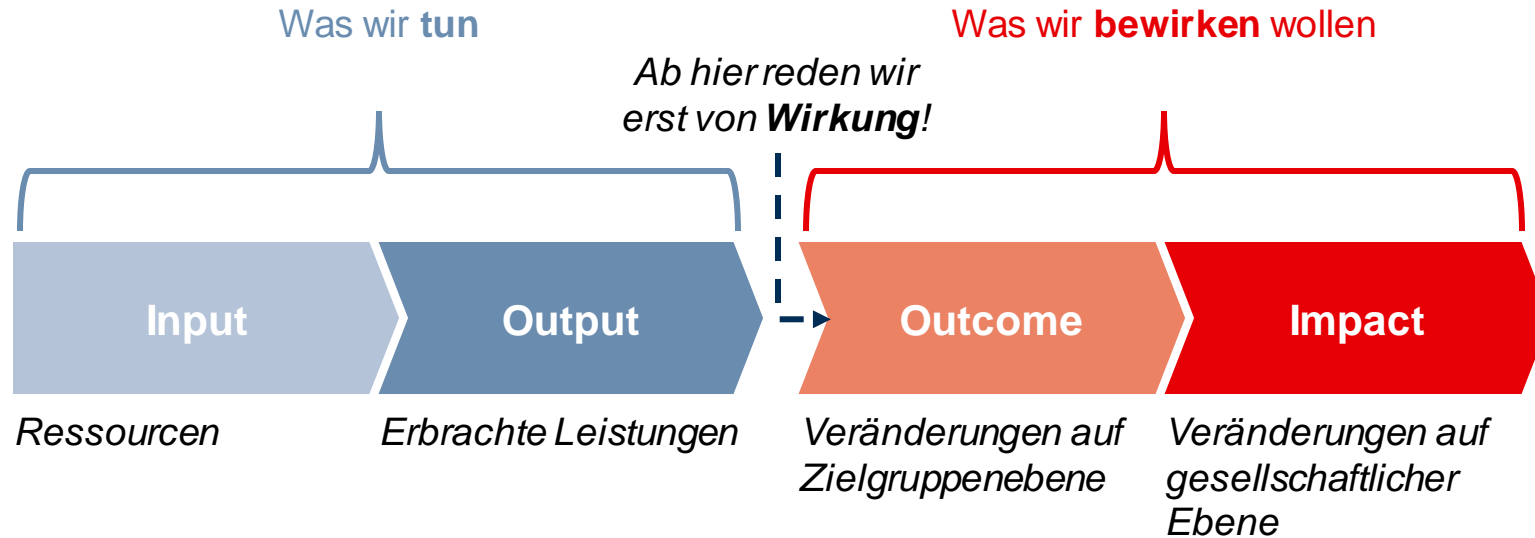 Was wir tun
Was wir bewirken wollen
Ab hier reden wir
erst von Wirkung!
Input
Output
Outcome
Impact
Ressourcen
Erbrachte Leistungen
Veränderungen auf
Zielgruppenebene
Veränderungen auf
gesellschaftlicher
Ebene